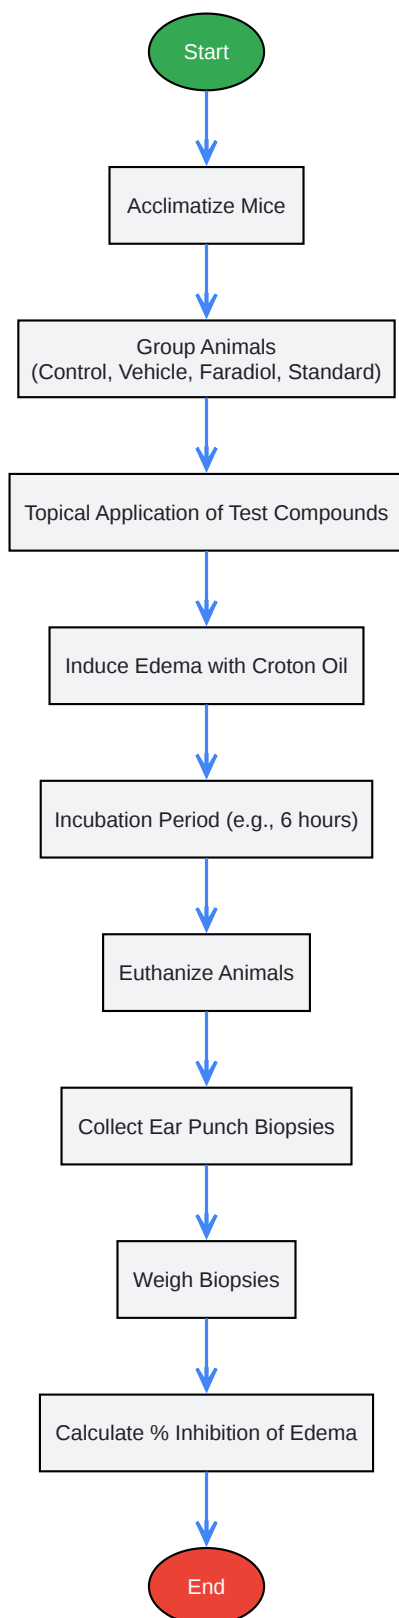 Start
Acclimatize Mice
Group Animals
(Control, Vehicle, Faradiol, Standard)
Topical Application of Test Compounds
Induce Edema with Croton Oil
Incubation Period (e.g., 6 hours)
Euthanize Animals
Collect Ear Punch Biopsies
Weigh Biopsies
Calculate % Inhibition of Edema
End